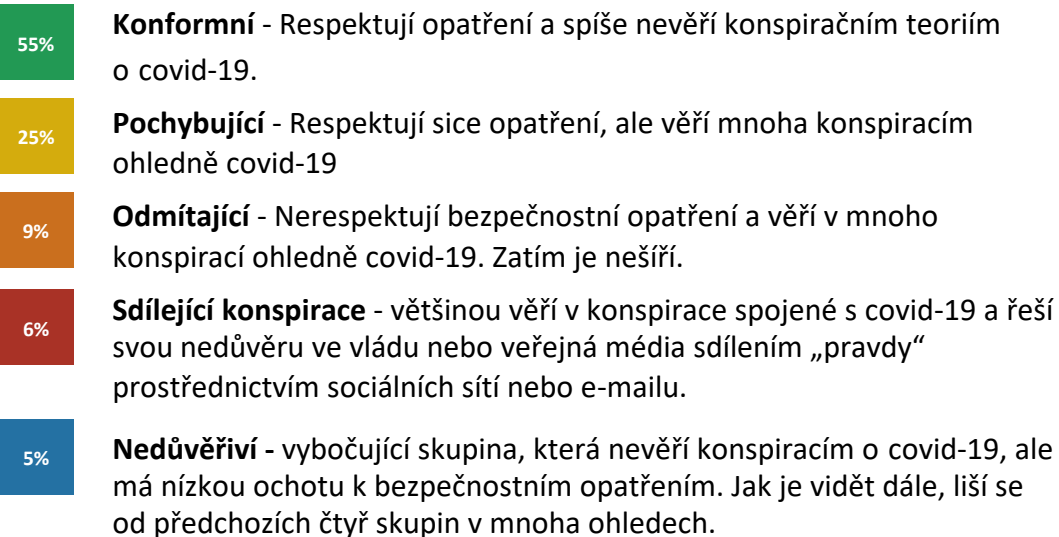 55%
Konformní - Respektují opatření a spíše nevěří konspiračním teoriím
o covid-19.
25%
Pochybující - Respektují sice opatření, ale věří mnoha konspiracím
ohledně covid-19
9%
Odmítající - Nerespektují bezpečnostní opatření a věří v mnoho
konspirací ohledně covid-19. Zatím je nešíří.
6%
Sdílející konspirace - většinou věří v konspirace spojené s covid-19 a řeší
svou nedůvěru ve vládu nebo veřejná média sdílením „pravdy“
prostřednictvím sociálních sítí nebo e-mailu.
5%
Nedůvěřiví - vybočující skupina, která nevěří konspiracím o covid-19, ale
má nízkou ochotu k bezpečnostním opatřením. Jak je vidět dále, liší se
od předchozích čtyř skupin v mnoha ohledech.